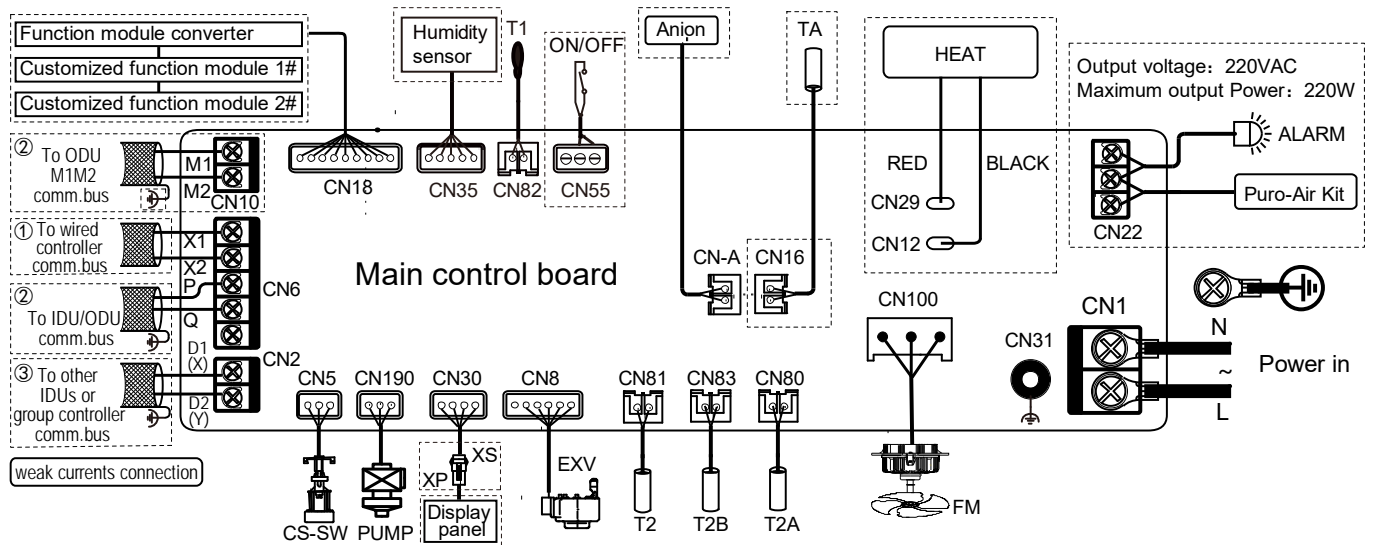 Function module converter
Customized function module 1#
Customized function module 2#
Humidity
sensor
T1
ON/OFF
Anion
TA
HEAT
Output voltage：220VAC
Maximum output Power：220W
ALARM
Puro-Air Kit
CN22
② To ODU
M1M2
comm.bus
M1
M2
CN10
CN18
CN35
CN82
CN55
RED
BLACK
CN29
CN12
① To wired
controller
comm.bus
X1
X2
P
Q
CN6
② To IDU/ODU
comm.bus
Main control board
CN-A
CN16
CN100
CN31
CN1
N
~
L
Power in
③ To other
IDUs or
group controller
comm.bus
D1
(X)
D2
(Y)
CN2
weak currents connection
CN5
CN190
CN30
CN8
CN81
CN83
CN80
XS
XP
EXV
Display
panel
CS-SW
PUMP
T2
T2B
T2A
FM